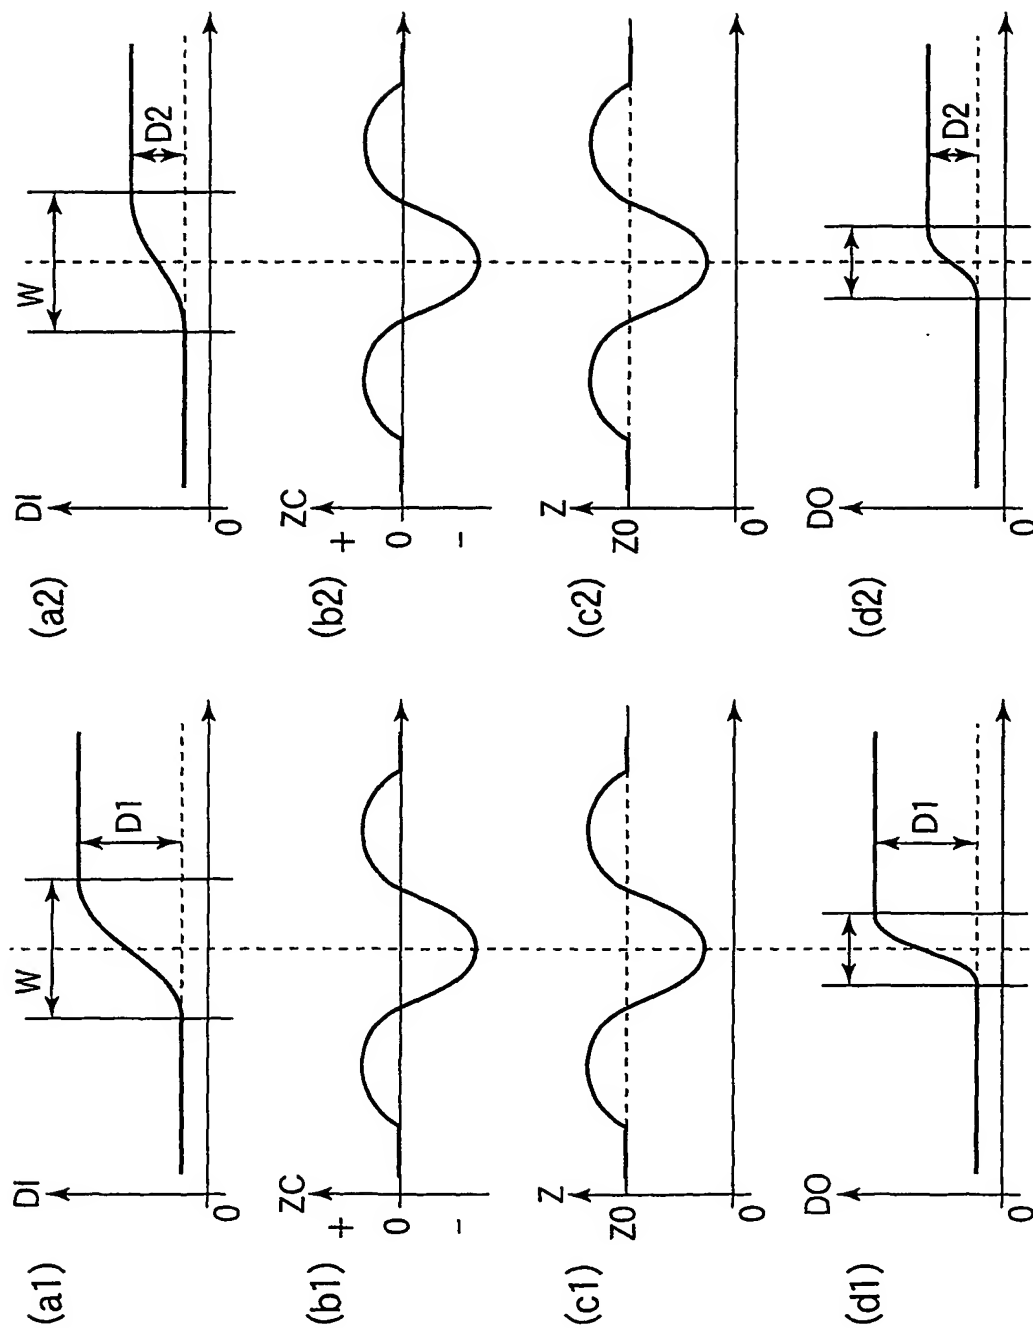 (a1)
DI
W
D1
0
(b1)
ZC
+
0
-
(c1)
Z
Z0
0
(d1)
DO
D1
0
(a2)
DI
W
D2
0
(b2)
ZC
+
0
-
(c2)
Z
Z0
0
(d2)
DO
D2
0